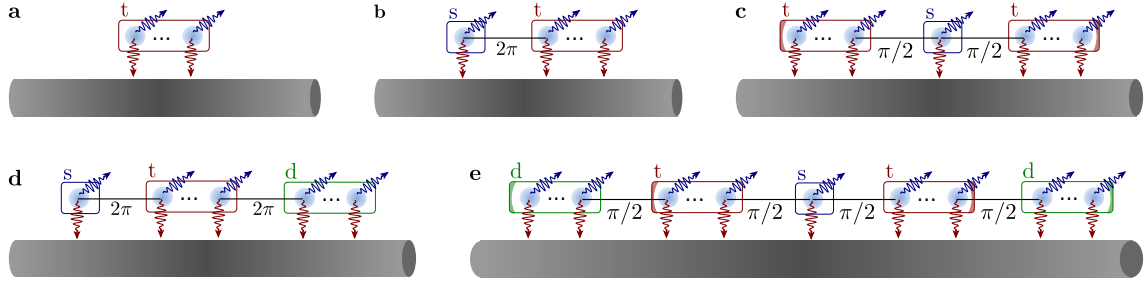 a t ...
b s 2π t ...
c t ... π/2 s π/2 t ...
d s 2π t ... 2π d ...
e d ... π/2 t ... π/2 s π/2 t ... π/2 d ...